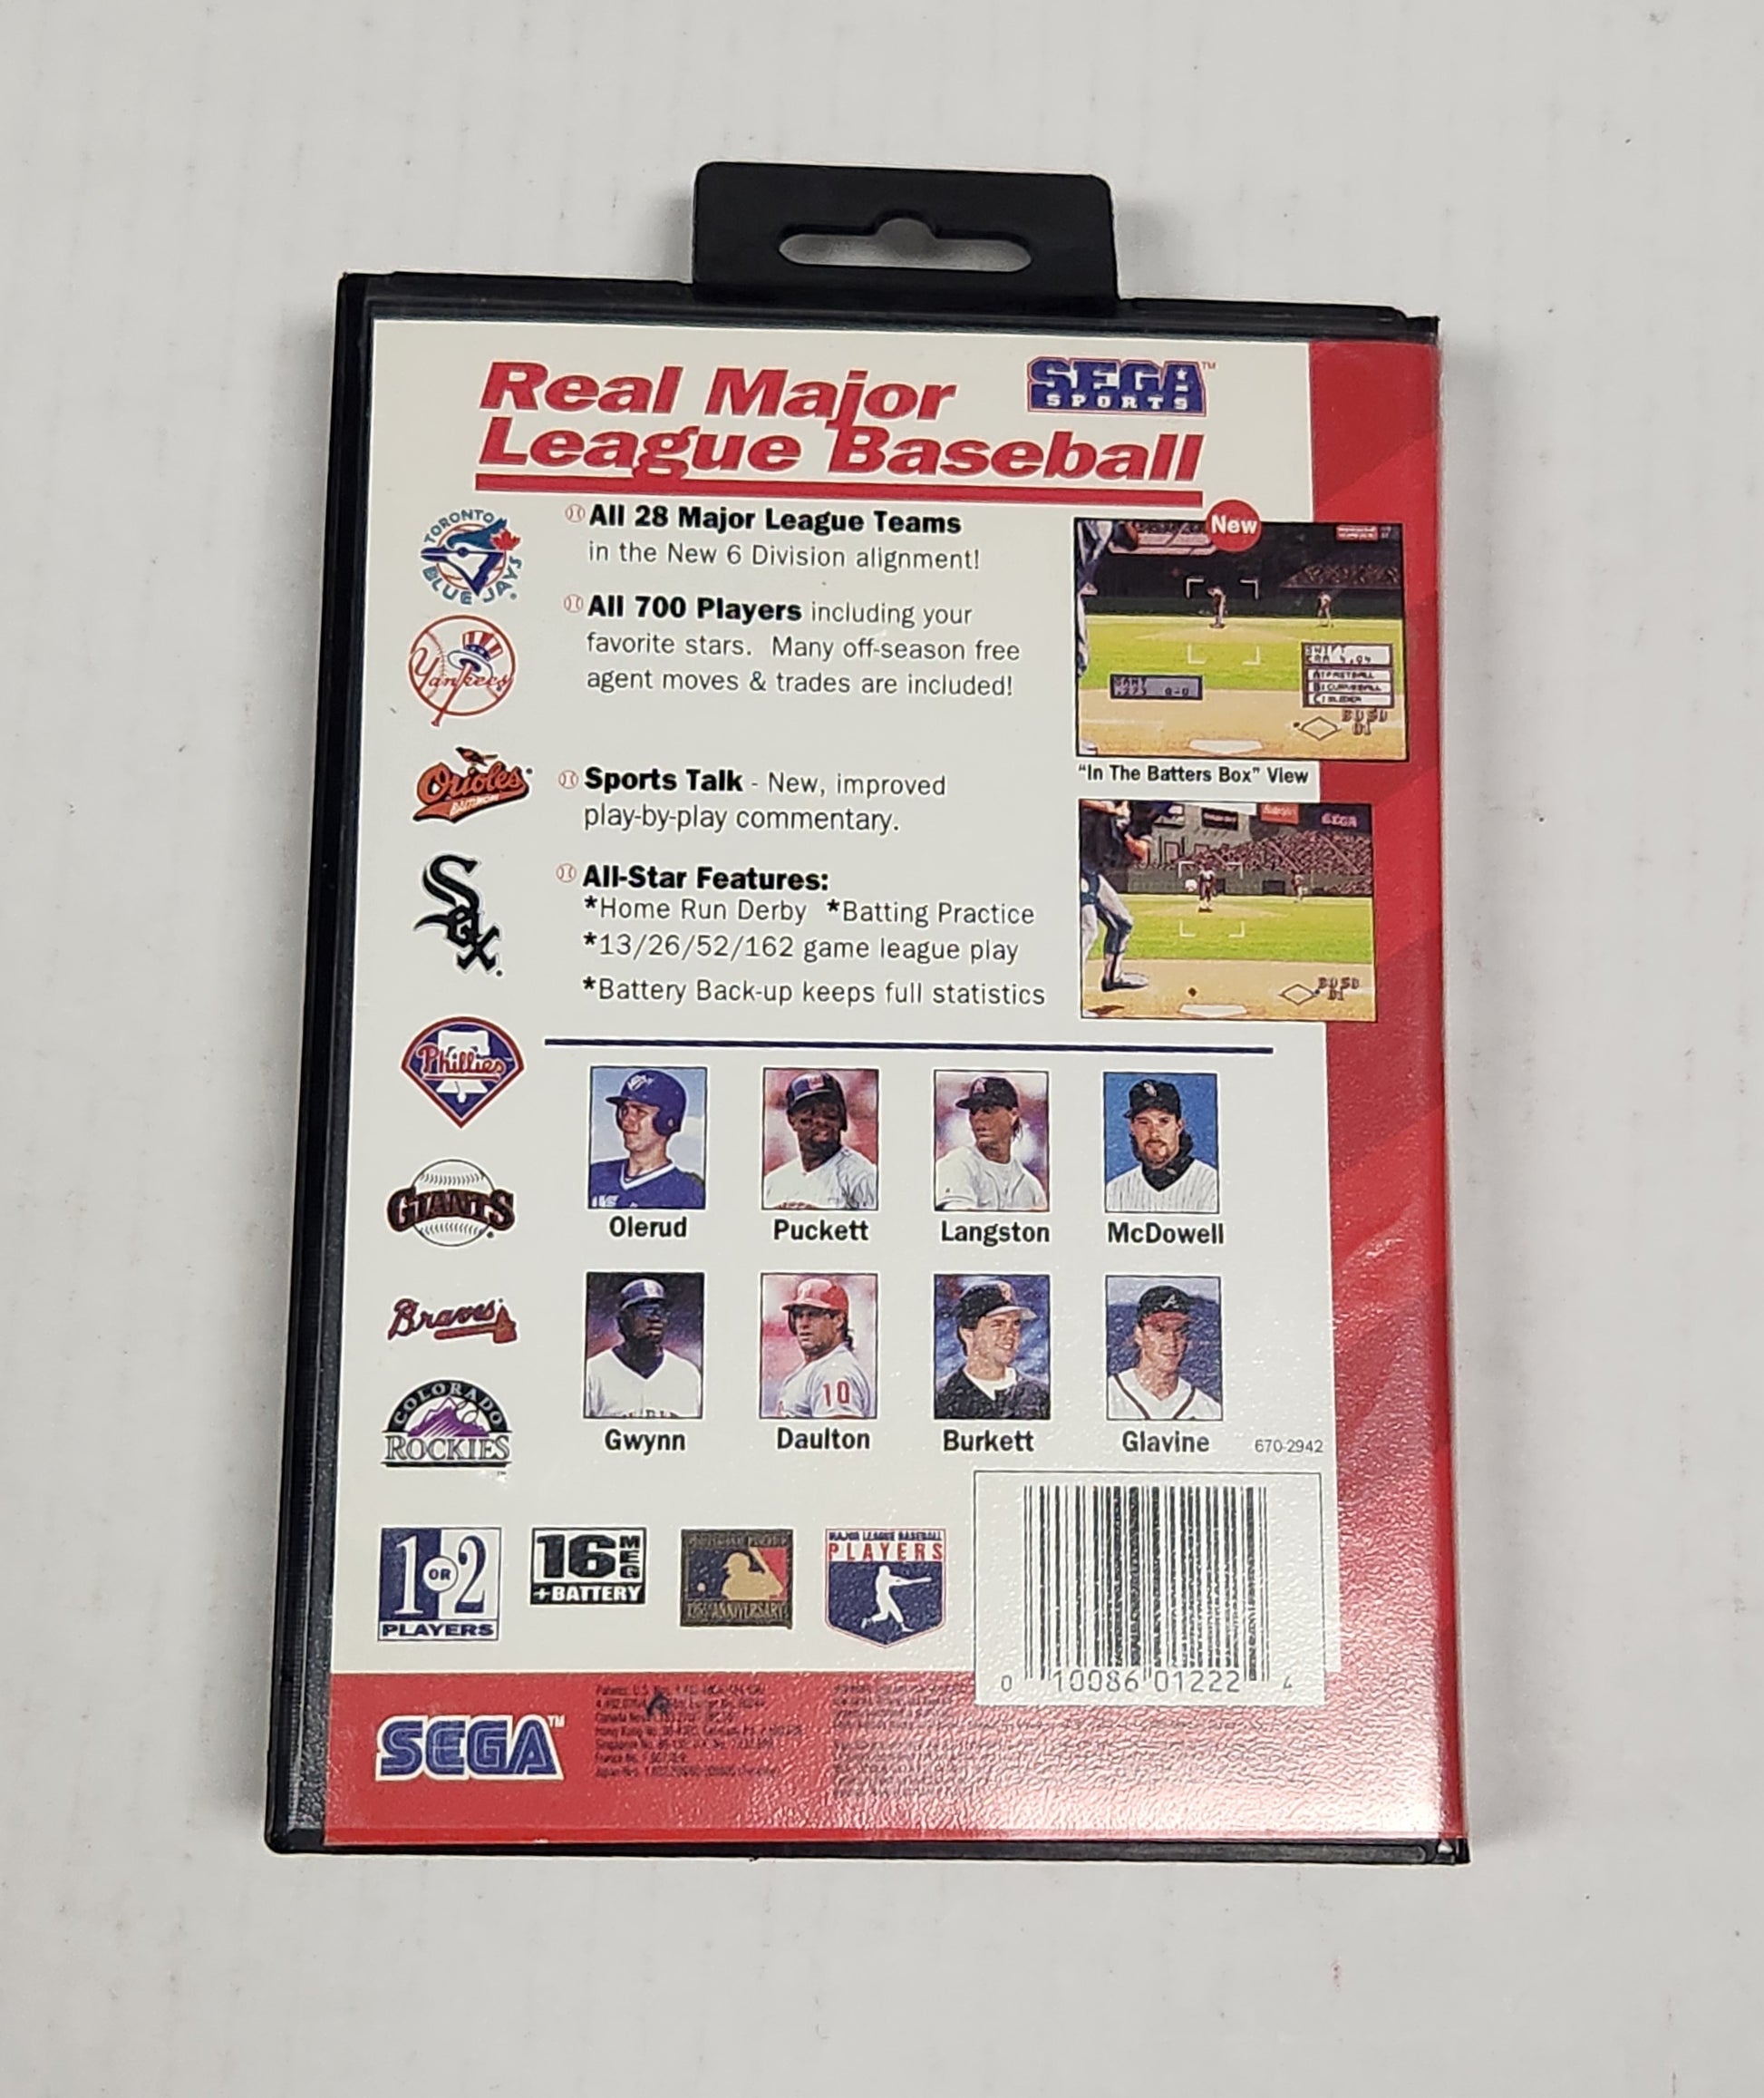 Real Major
League Baseball
SEGA™
SPORTS
All 28 Major League Teams
in the New 6 Division alignment!
All 700 Players including your
favorite stars. Many off-season free
agent moves & trades are included!
Sports Talk - New, improved
play-by-play commentary.
All-Star Features:
*Home Run Derby *Batting Practice
*13/26/52/162 game league play
*Battery Back-up keeps full statistics
New
"In The Batters Box" View
SEGA
TORONTO
BLUE JAYS
Yankees
Orioles
Sox
Phillies
GIANTS
Braves
COLORADO
ROCKIES
Olerud
Puckett
Langston
McDowell
10
Gwynn
Daulton
Burkett
Glavine
670-2942
1 OR 2
PLAYERS
16 MEG
+BATTERY
ANNIVERSARY
MAJOR LEAGUE BASEBALL
PLAYERS
0 10086 01222 4
SEGA™